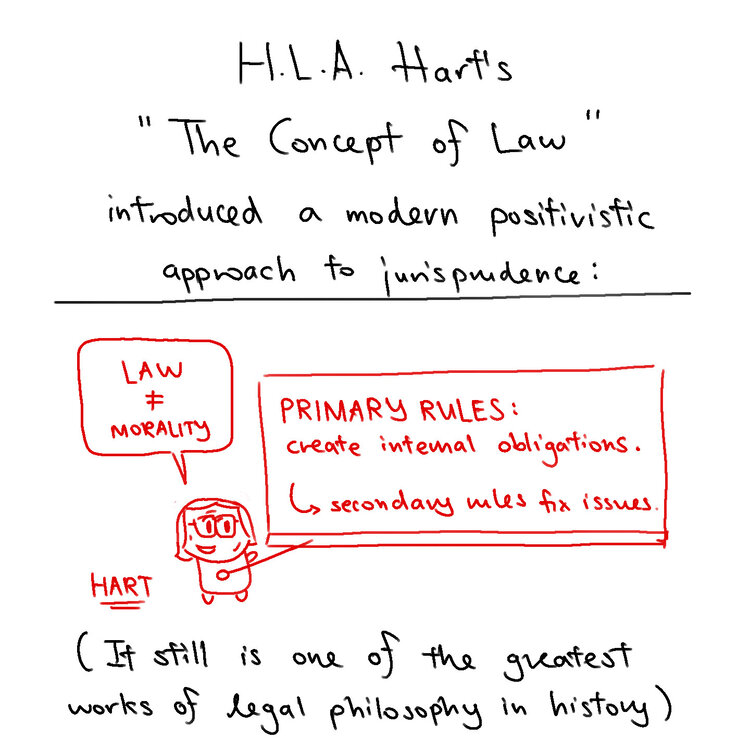 H.L.A. Hart's
"The Concept of Law"
introduced a modern positivistic
approach to jurisprudence:
LAW
≠
MORALITY
PRIMARY RULES:
create internal obligations.
↳ secondary rules fix issues.
HART
(It still is one of the greatest
works of legal philosophy in history)